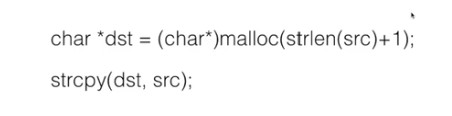 char *dst = (char*)malloc(strlen(src)+1);
strcpy(dst, src);